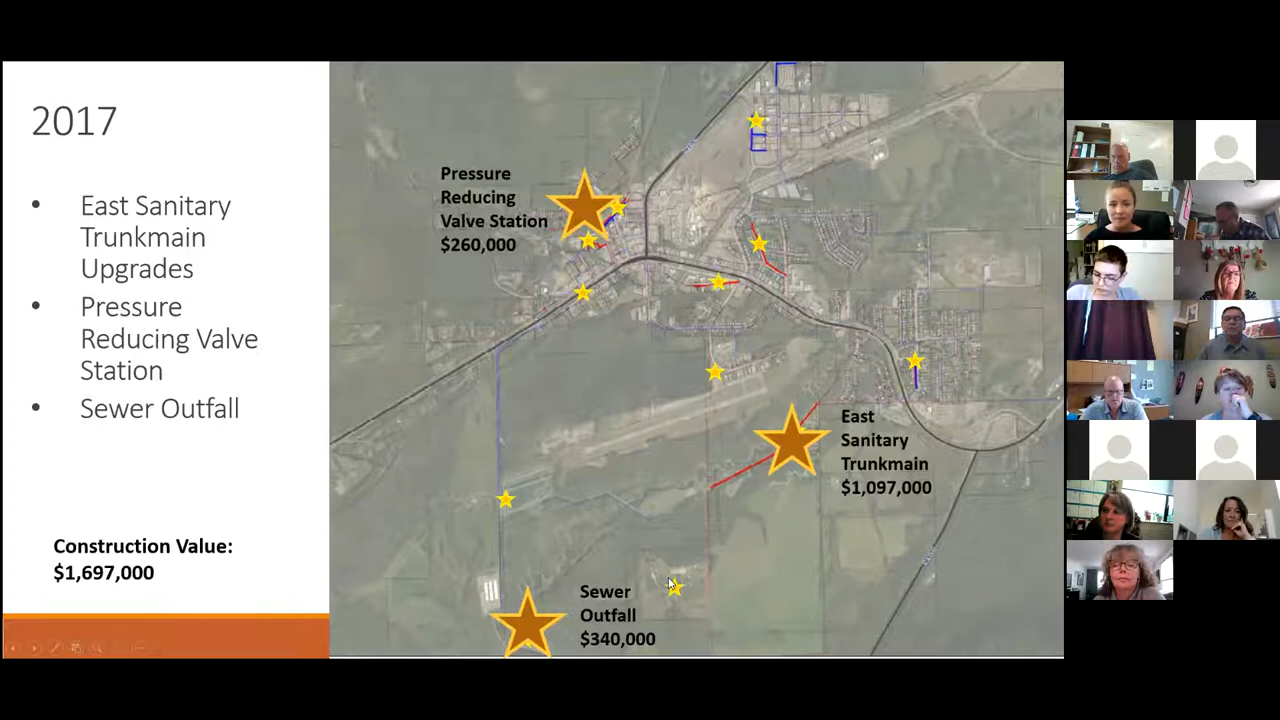 2017
• East Sanitary
Trunkmain
Upgrades
• Pressure
Reducing Valve
Station
• Sewer Outfall
Construction Value:
$1,697,000
Pressure
Reducing
Valve Station
$260,000
East
Sanitary
Trunkmain
$1,097,000
Sewer
Outfall
$340,000